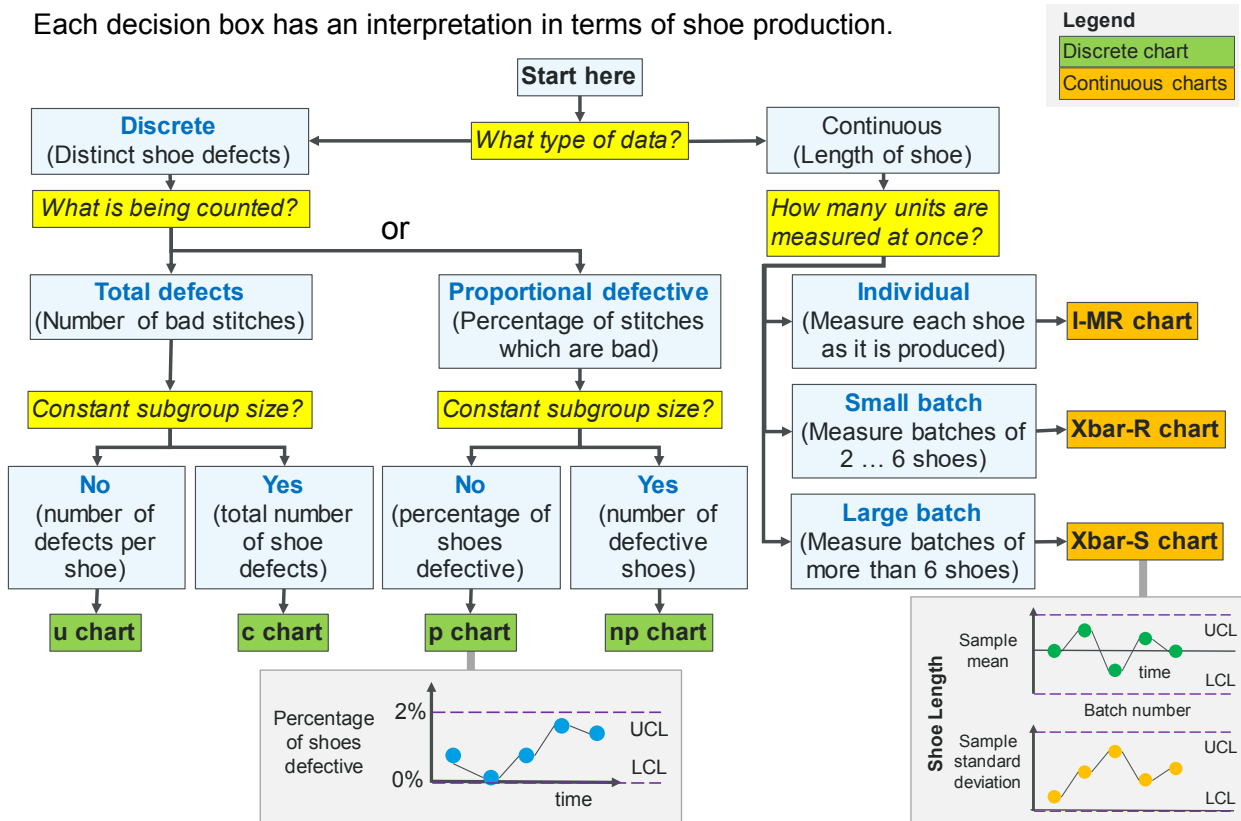 Each decision box has an interpretation in terms of shoe production.
Legend
Discrete chart
Continuous charts
Start here
What type of data?
Discrete
(Distinct shoe defects)
Continuous
(Length of shoe)
What is being counted?
or
How many units are
measured at once?
Total defects
(Number of bad stitches)
Proportional defective
(Percentage of stitches
which are bad)
Individual
(Measure each shoe
as it is produced)
I-MR chart
Constant subgroup size?
Constant subgroup size?
Small batch
(Measure batches of
2 … 6 shoes)
Xbar-R chart
No
(number of
defects per
shoe)
Yes
(total number
of shoe
defects)
No
(percentage of
shoes
defective)
Yes
(number of
defective
shoes)
Large batch
(Measure batches of
more than 6 shoes)
Xbar-S chart
u chart
c chart
p chart
np chart
Percentage
of shoes
defective
2%
0%
UCL
LCL
time
Shoe Length
Sample
mean
UCL
time
LCL
Batch number
Sample
standard
deviation
UCL
LCL